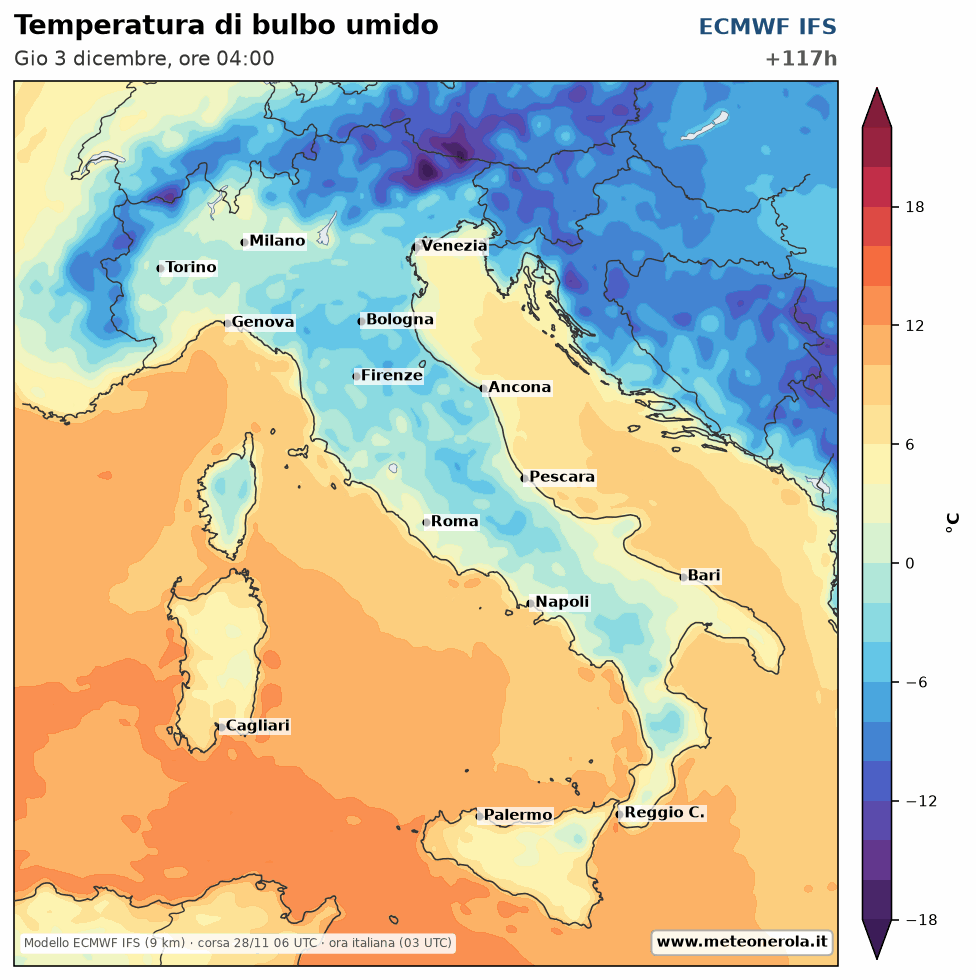 Temperatura di bulbo umido
ECMWF IFS
Gio 3 dicembre, ore 04:00
+117h
Milano
Venezia
Torino
Genova
Bologna
Firenze
Ancona
Pescara
Roma
Bari
Napoli
Cagliari
Palermo
Reggio C.
18
12
6
0
−6
−12
−18
°C
Modello ECMWF IFS (9 km) · corsa 28/11 06 UTC · ora italiana (03 UTC)
www.meteonerola.it